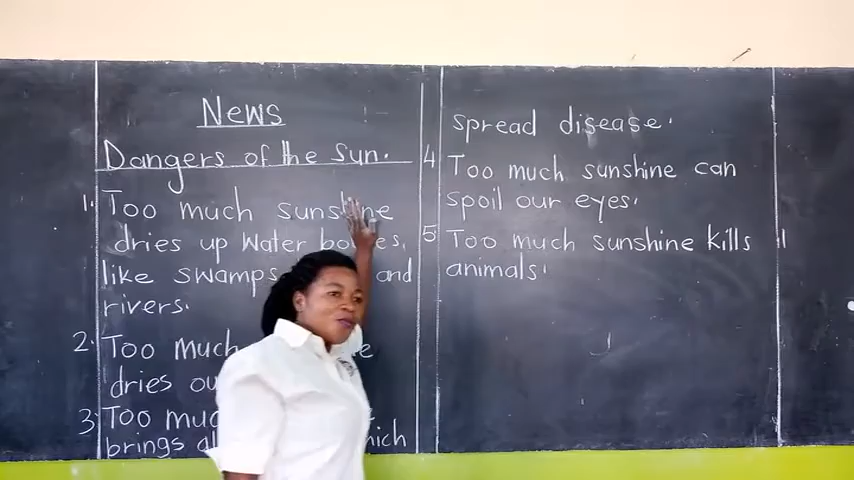 News
Dangers of the Sun.
1. Too much sunshine
dries up water bodies,
like swamps and
rivers.
2. Too much
dries ou
3. Too muc
brings a which
spread disease.
4 Too much sunshine can
spoil our eyes.
5. Too much sunshine kills
animals.